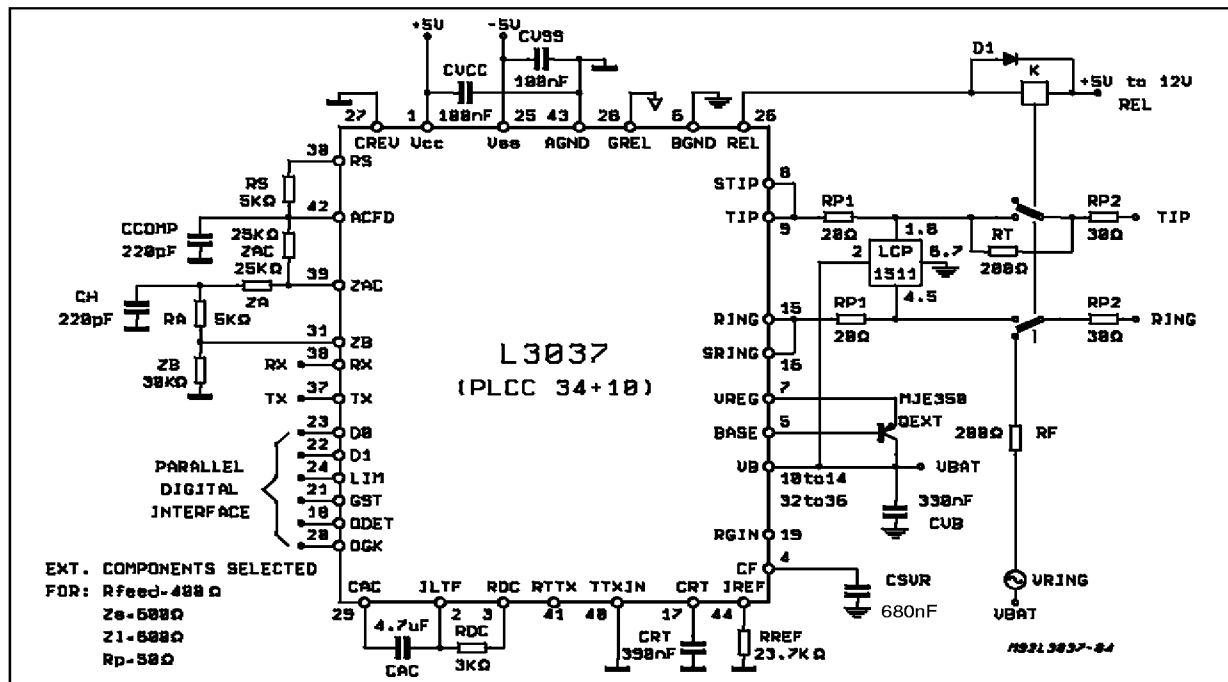 +5V -5V
CVSS
D1
CVCC
100nF
K
+5V to 12V
REL
100nF
27 1 25 43 28 6 26
CREV Vcc Vss AGND GREL BGND REL
38
RS
RS
5KΩ
8
STIP
42
ACFD
TIP
9
RP1
20Ω
RP2
30Ω
TIP
CCOMP
220pF
25KΩ
ZAC
1.8
2
LCP
1511
6.7
4.5
RT
200Ω
25KΩ
39
ZAC
CH
220pF
ZA
RA
5KΩ
15
RING
RP1
20Ω
RP2
30Ω
RING
31
ZB
SRING
16
L3037
(PLCC 34+10)
ZB
30KΩ
RX
38
RX
7
VREG
MJE350
QEXT
TX
37
TX
5
BASE
200Ω
RF
23
D0
22
D1
24
LIM
21
GST
18
ODET
20
OGK
PARALLEL
DIGITAL
INTERFACE
VB
10to14
32to36
VBAT
330nF
CVB
RGIN
19
4
CF
CSVR
680nF
VRING
VBAT
EXT. COMPONENTS SELECTED
FOR: Rfeed-400Ω
Zs-600Ω
Zl-600Ω
Rp-50Ω
CAC ILTF RDC RTTX TTXIN CRT IREF
29 2 3 41 40 17 44
4.7uF
CAC
RDC
3KΩ
CRT
390nF
RREF
23.7KΩ
M93L3037-04